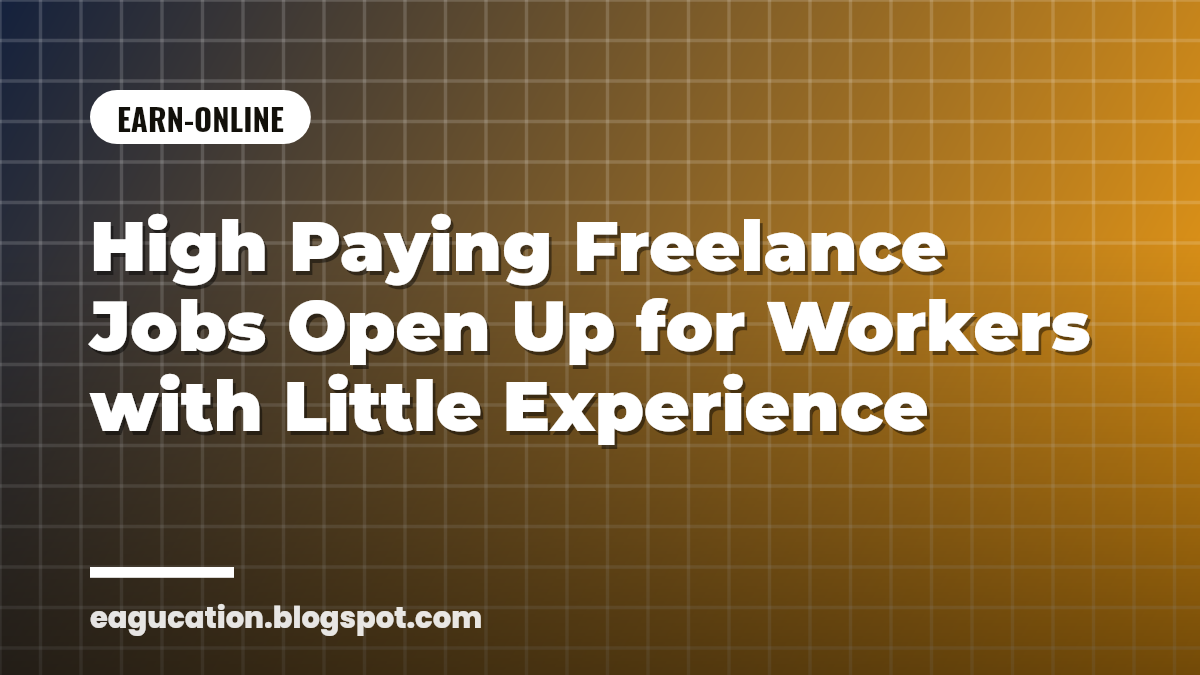 EARN-ONLINE
High Paying Freelance
Jobs Open Up for Workers
with Little Experience
eagucation.blogspot.com